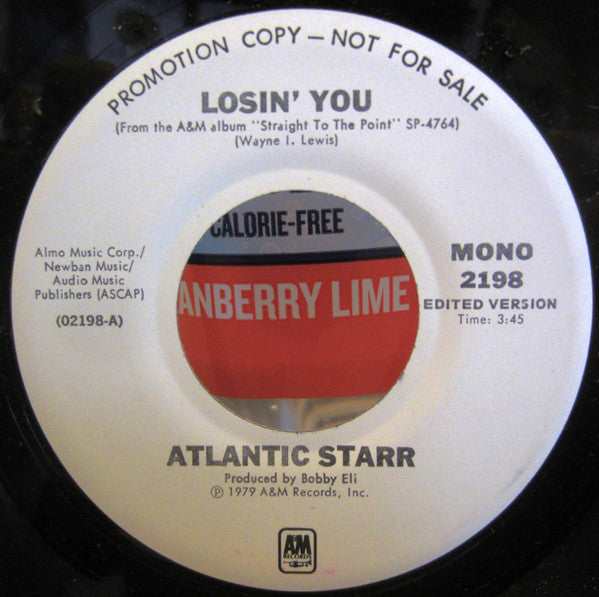 PROMOTION COPY — NOT FOR SALE
LOSIN' YOU
(From the A&M album "Straight To The Point" SP-4764)
(Wayne I. Lewis)
CALORIE-FREE
ANBERRY LIME
Almo Music Corp./
Newban Music/
Audio Music
Publishers (ASCAP)
(02198-A)
MONO
2198
EDITED VERSION
Time: 3:45
ATLANTIC STARR
Produced by Bobby Eli
℗ 1979 A&M Records, Inc.
A&M
RECORDS